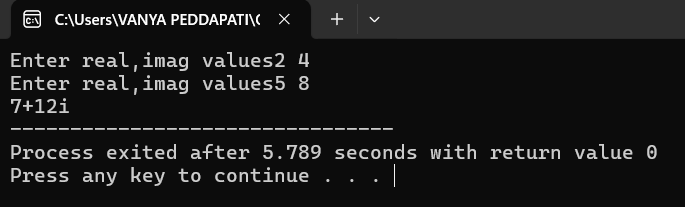 C:\Users\VANYA PEDDAPATI\C
Enter real,imag values2 4
Enter real,imag values5 8
7+12i
--------------------------------
Process exited after 5.789 seconds with return value 0
Press any key to continue . . .